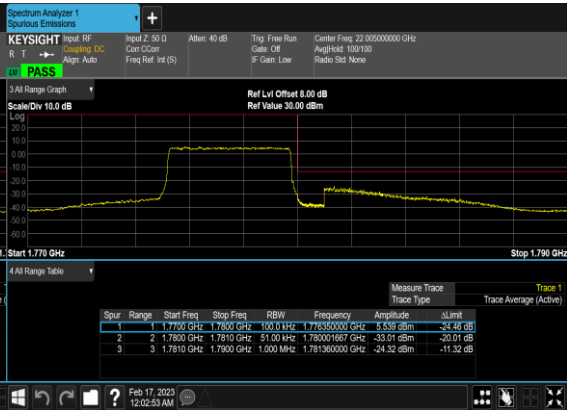 Spectrum Analyzer 1
Spurious Emissions
+
KEYSIGHT Input: RF Input Z: 50 Ω Atten: 40 dB Trig: Free Run Center Freq: 22.005000000 GHz
R T Coupling: DC Corr CCorr Gate: Off Avg|Hold: 100/100
Align: Auto Freq Ref: Int (S) IF Gain: Low Radio Std: None
PASS
3 All Range Graph
Ref Lvl Offset 8.00 dB
Scale/Div 10.0 dB Ref Value 30.00 dBm
Log
20.0
10.0
0.00
-10.0
-20.0
-30.0
-40.0
-50.0
-60.0
Start 1.770 GHz Stop 1.790 GHz
4 All Range Table
Measure Trace Trace 1
Trace Type Trace Average (Active)
Spur Range Start Freq Stop Freq RBW Frequency Amplitude ΔLimit
1 1 1.7700 GHz 1.7800 GHz 100.0 kHz 1.776350000 GHz 5.539 dBm -24.46 dB
2 2 1.7800 GHz 1.7810 GHz 51.00 kHz 1.780001667 GHz -33.01 dBm -20.01 dB
3 3 1.7810 GHz 1.7900 GHz 1.000 MHz 1.781360000 GHz -24.32 dBm -11.32 dB
? Feb 17, 2023
12:02:53 AM